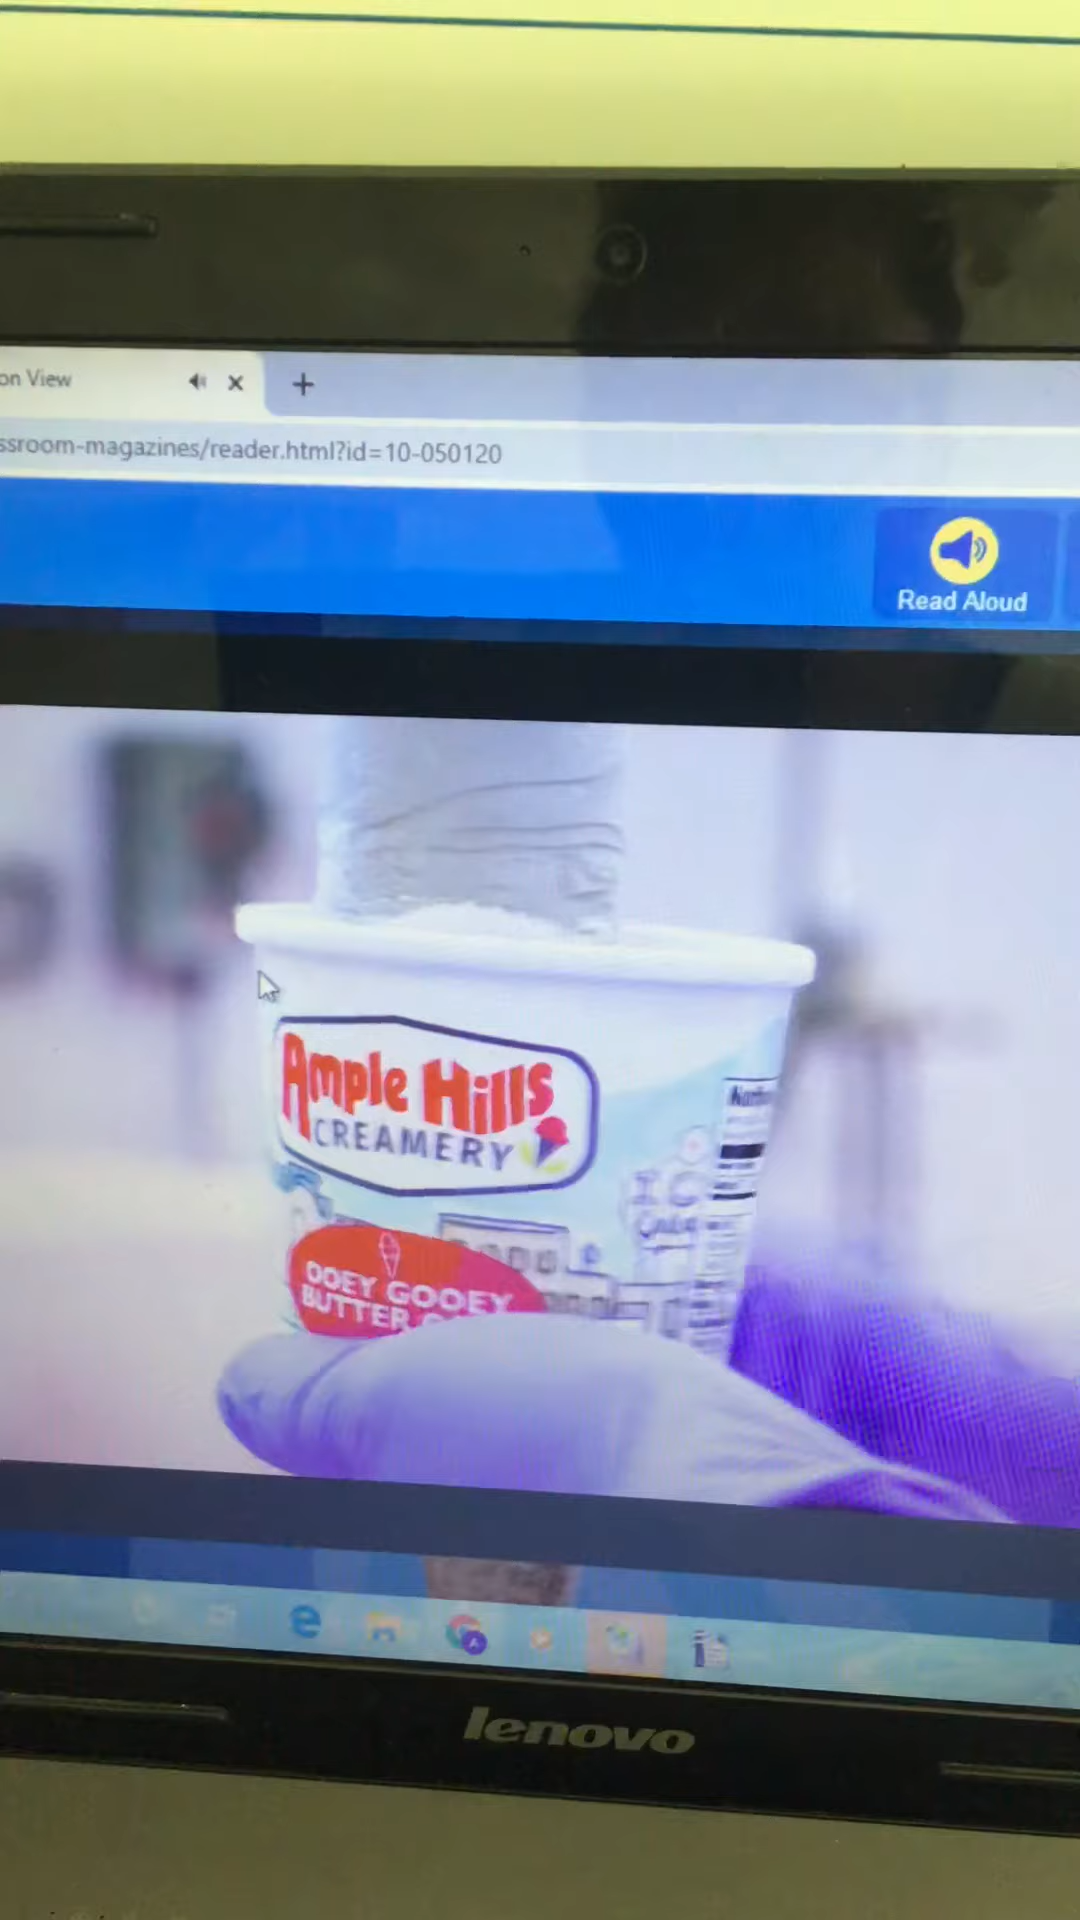 on View
ssroom-magazines/reader.html?id=10-050120
Read Aloud
Ample Hills
CREAMERY
I C
OOEY GOOEY
BUTTER
lenovo